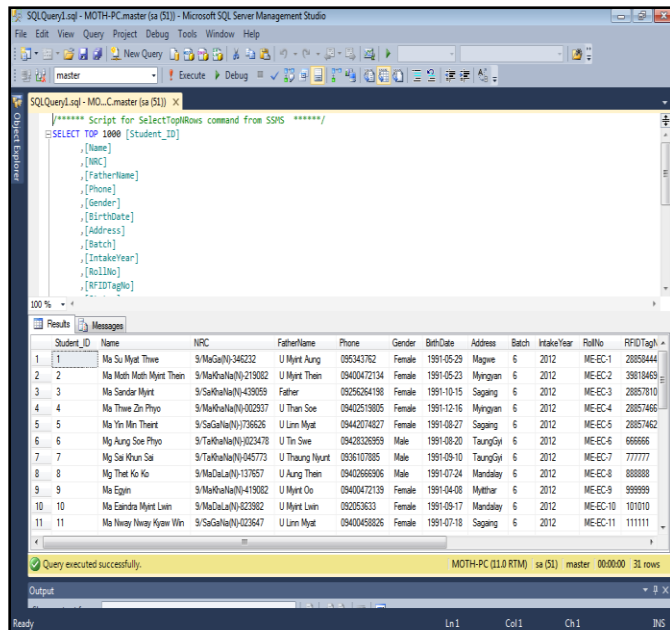 SQLQuery1.sql - MOTH-PC.master (sa (51)) - Microsoft SQL Server Management Studio
File Edit View Query Project Debug Tools Window Help
New Query
master Execute Debug
SQLQuery1.sql - MO...C.master (sa (51)) X
Object Explorer
/****** Script for SelectTopNRows command from SSMS ******/
SELECT TOP 1000 [Student_ID]
,[Name]
,[NRC]
,[FatherName]
,[Phone]
,[Gender]
,[BirthDate]
,[Address]
,[Batch]
,[IntakeYear]
,[RollNo]
,[RFIDTagNo]
100 %
Results Messages
Student_ID Name NRC FatherName Phone Gender BirthDate Address Batch IntakeYear RollNo RFIDTagN
1 1 Ma Su Myat Thwe 9/MaGa(N)-346232 U Myint Aung 095343762 Female 1991-05-29 Magwe 6 2012 ME-EC-1 28858444
2 2 Ma Moth Moth Myint Thein 9/MaKhaNa(N)-219082 U Myint Thein 09400472134 Female 1991-05-23 Myingyan 6 2012 ME-EC-2 39818469
3 3 Ma Sandar Myint 9/SaKhaNa(N)-439059 Father 09256264198 Female 1991-10-15 Sagaing 6 2012 ME-EC-3 28857810
4 4 Ma Thwe Zin Phyo 9/MaKhaNa(N)-002937 U Than Soe 09402519805 Female 1991-12-16 Myingyan 6 2012 ME-EC-4 28857466
5 5 Ma Yin Min Theint 9/SaGaNa(N)-)736626 U Linn Myat 09442074827 Female 1991-08-27 Sagaing 6 2012 ME-EC-5 28857462
6 6 Mg Aung Soe Phyo 9/TaKhaNa(N)-)023478 U Tin Swe 09428326959 Male 1991-08-20 TaungGyi 6 2012 ME-EC-6 666666
7 7 Mg Sai Khun Sai 9/TaKhaNa(N)-045773 U Thaung Nyunt 0936107885 Male 1991-09-10 TaungGyi 6 2012 ME-EC-7 777777
8 8 Mg Thet Ko Ko 9/MaDaLa(N)-137657 U Aung Thein 09402666906 Male 1991-07-24 Mandalay 6 2012 ME-EC-8 888888
9 9 Ma Egyin 9/MaKhaNa(N)-419082 U Myint Oo 09400472139 Female 1991-04-08 Myitthar 6 2012 ME-EC-9 999999
10 10 Ma Eaindra Myint Lwin 9/MaDaLa(N)-823982 U Myint Lwin 092053633 Female 1991-09-17 Mandalay 6 2012 ME-EC-10 101010
11 11 Ma Nway Nway Kyaw Win 9/SaGaNa(N)-023647 U Linn Myat 09400458826 Female 1991-07-18 Sagaing 6 2012 ME-EC-11 111111
Query executed successfully. MOTH-PC (11.0 RTM) sa (51) master 00:00:00 31 rows
Output
Ready Ln 1 Col 1 Ch 1 INS